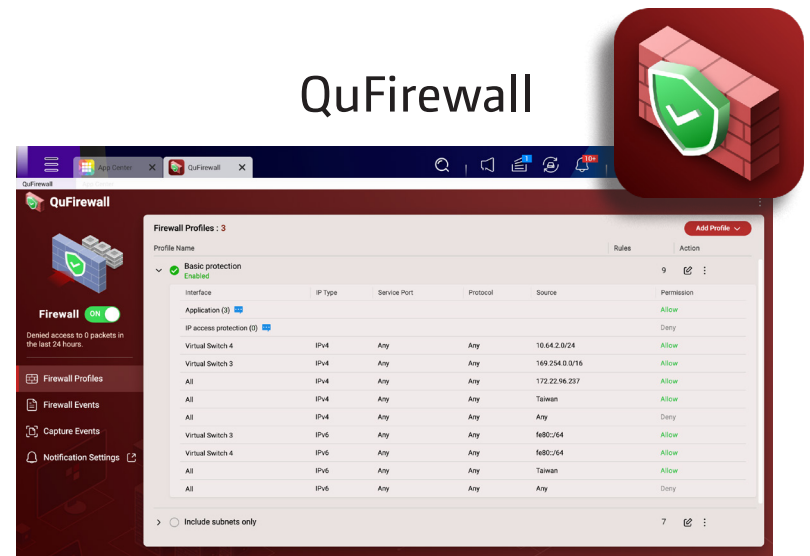 QuFirewall
App Center
QuFirewall
1
10+
QuFirewall
QuFirewall
Firewall Profiles : 3
Add Profile
Profile Name Rules Action
Basic protection
Enabled
9
Interface IP Type Service Port Protocol Source Permission
Application (3) Allow
IP access protection (0) Deny
Virtual Switch 4 IPv4 Any Any 10.64.2.0/24 Allow
Virtual Switch 3 IPv4 Any Any 169.254.0.0/16 Allow
All IPv4 Any Any 172.22.96.237 Allow
All IPv4 Any Any Taiwan Allow
All IPv4 Any Any Any Deny
Virtual Switch 3 IPv6 Any Any fe80::/64 Allow
Virtual Switch 4 IPv6 Any Any fe80::/64 Allow
All IPv6 Any Any Taiwan Allow
All IPv6 Any Any Any Deny
Include subnets only 7
Firewall ON
Denied access to 0 packets in
the last 24 hours.
Firewall Profiles
Firewall Events
Capture Events
Notification Settings